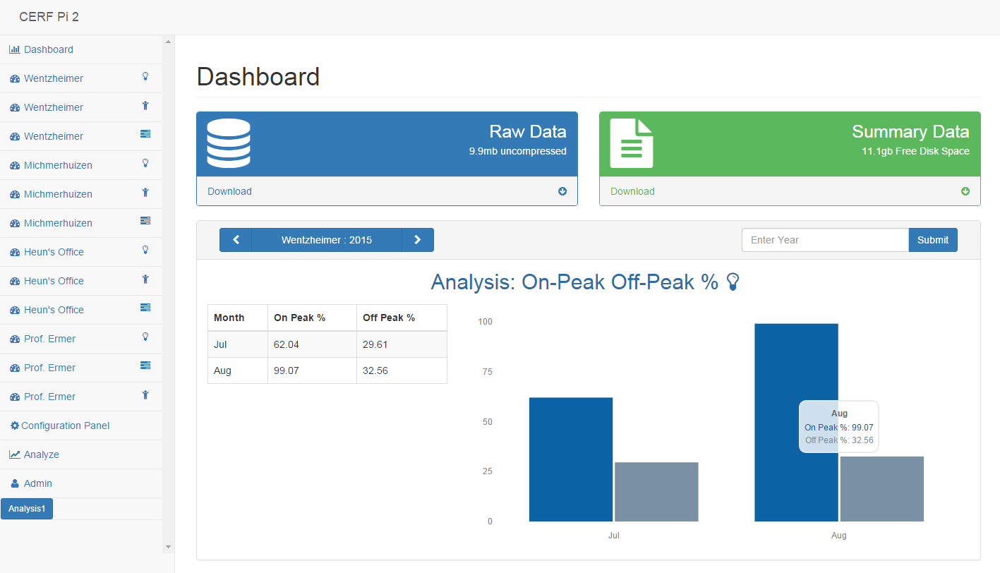 CERF Pi 2
Dashboard
Wentzheimer
Wentzheimer
Wentzheimer
Michmerhuizen
Michmerhuizen
Michmerhuizen
Heun's Office
Heun's Office
Heun's Office
Prof. Ermer
Prof. Ermer
Prof. Ermer
Configuration Panel
Analyze
Admin
Analysis1
Dashboard
Raw Data
9.9mb uncompressed
Download
Summary Data
11.1gb Free Disk Space
Download
Wentzheimer : 2015
Enter Year Submit
Analysis: On-Peak Off-Peak %
Month On Peak % Off Peak %
Jul 62.04 29.61
Aug 99.07 32.56
100
75
50
25
0
Aug
On Peak %: 99.07
Off Peak %: 32.56
Jul Aug